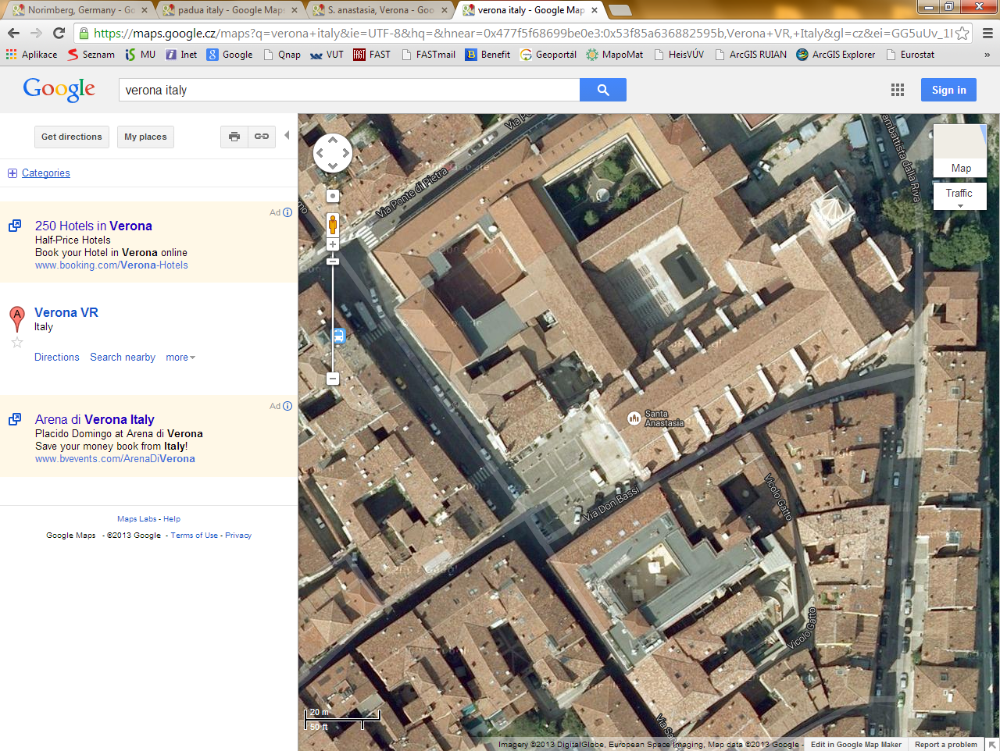 Norimberg, Germany - Go
padua italy - Google Maps
S. anastasia, Verona - Goo
verona italy - Google Map
https://maps.google.cz/maps?q=verona+italy&ie=UTF-8&hq=&hnear=0x477f5f68699be0e3:0x53f85a636882595b,Verona+VR,+Italy&gl=cz&ei=GG5uUv_1I
Aplikace
Seznam
MU
Inet
Google
Qnap
VUT
FAST
FASTmail
Benefit
Geoportál
MapoMat
HeisVÚV
ArcGIS RUIAN
ArcGIS Explorer
Eurostat
»
Google
verona italy
Sign in
Get directions
My places
Categories
Ad
250 Hotels in Verona
Half-Price Hotels
Book your Hotel in Verona online
www.booking.com/Verona-Hotels
A
Verona VR
Italy
Directions
Search nearby
more
Ad
Arena di Verona Italy
Placido Domingo at Arena di Verona
Save your money book from Italy!
www.bvevents.com/ArenaDiVerona
Maps Labs - Help
Google Maps - ©2013 Google - Terms of Use - Privacy
Map
Traffic
Via Ponte di Pietra
Santa
Anastasia
Via Don Bassi
Vicolo Gatto
Vicolo Gatto
20 m
50 ft
Imagery ©2013 DigitalGlobe, European Space Imaging, Map data ©2013 Google -
Edit in Google Map Maker
Report a problem